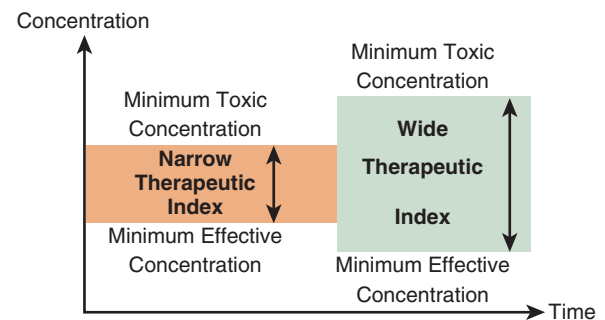 Concentration
Minimum Toxic
Concentration
Narrow
Therapeutic
Index
Minimum Effective
Concentration
Minimum Toxic
Concentration
Wide
Therapeutic
Index
Minimum Effective
Concentration
Time